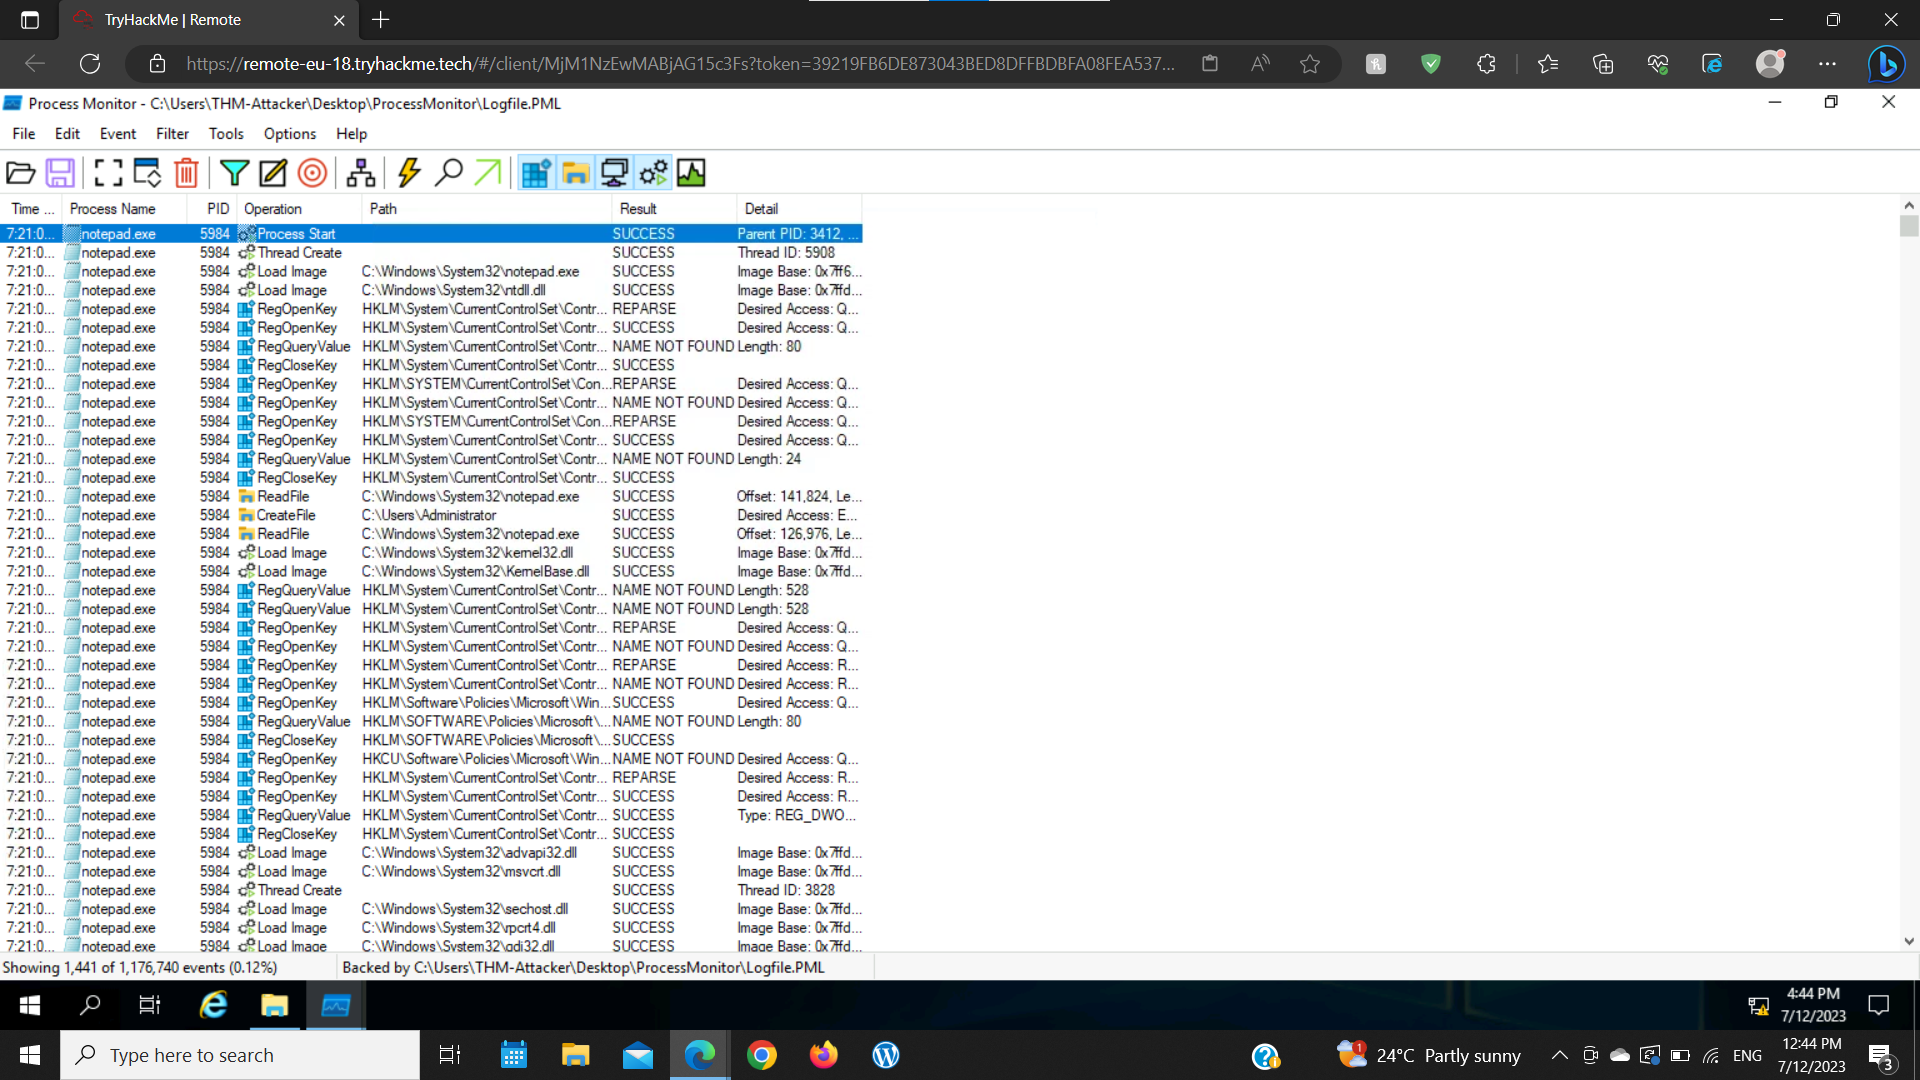 TryHackMe | Remote
https://remote-eu-18.tryhackme.tech/#/client/MjM1NzEwMABjAG15c3Fs?token=39219FB6DE873043BED8DFFBDBFA08FEA537...
Process Monitor - C:\Users\THM-Attacker\Desktop\ProcessMonitor\Logfile.PML
File Edit Event Filter Tools Options Help
Time ... Process Name PID Operation Path Result Detail
7:21:0... notepad.exe 5984 Process Start SUCCESS Parent PID: 3412, ...
7:21:0... notepad.exe 5984 Thread Create SUCCESS Thread ID: 5908
7:21:0... notepad.exe 5984 Load Image C:\Windows\System32\notepad.exe SUCCESS Image Base: 0x7ff6...
7:21:0... notepad.exe 5984 Load Image C:\Windows\System32\ntdll.dll SUCCESS Image Base: 0x7ffd...
7:21:0... notepad.exe 5984 RegOpenKey HKLM\System\CurrentControlSet\Contr... REPARSE Desired Access: Q...
7:21:0... notepad.exe 5984 RegOpenKey HKLM\System\CurrentControlSet\Contr... SUCCESS Desired Access: Q...
7:21:0... notepad.exe 5984 RegQueryValue HKLM\System\CurrentControlSet\Contr... NAME NOT FOUND Length: 80
7:21:0... notepad.exe 5984 RegCloseKey HKLM\System\CurrentControlSet\Contr... SUCCESS
7:21:0... notepad.exe 5984 RegOpenKey HKLM\SYSTEM\CurrentControlSet\Con... REPARSE Desired Access: Q...
7:21:0... notepad.exe 5984 RegOpenKey HKLM\System\CurrentControlSet\Contr... NAME NOT FOUND Desired Access: Q...
7:21:0... notepad.exe 5984 RegOpenKey HKLM\SYSTEM\CurrentControlSet\Con... REPARSE Desired Access: Q...
7:21:0... notepad.exe 5984 RegOpenKey HKLM\System\CurrentControlSet\Contr... SUCCESS Desired Access: Q...
7:21:0... notepad.exe 5984 RegQueryValue HKLM\System\CurrentControlSet\Contr... NAME NOT FOUND Length: 24
7:21:0... notepad.exe 5984 RegCloseKey HKLM\System\CurrentControlSet\Contr... SUCCESS
7:21:0... notepad.exe 5984 ReadFile C:\Windows\System32\notepad.exe SUCCESS Offset: 141,824, Le...
7:21:0... notepad.exe 5984 CreateFile C:\Users\Administrator SUCCESS Desired Access: E...
7:21:0... notepad.exe 5984 ReadFile C:\Windows\System32\notepad.exe SUCCESS Offset: 126,976, Le...
7:21:0... notepad.exe 5984 Load Image C:\Windows\System32\kernel32.dll SUCCESS Image Base: 0x7ffd...
7:21:0... notepad.exe 5984 Load Image C:\Windows\System32\KernelBase.dll SUCCESS Image Base: 0x7ffd...
7:21:0... notepad.exe 5984 RegQueryValue HKLM\System\CurrentControlSet\Contr... NAME NOT FOUND Length: 528
7:21:0... notepad.exe 5984 RegQueryValue HKLM\System\CurrentControlSet\Contr... NAME NOT FOUND Length: 528
7:21:0... notepad.exe 5984 RegOpenKey HKLM\System\CurrentControlSet\Contr... REPARSE Desired Access: Q...
7:21:0... notepad.exe 5984 RegOpenKey HKLM\System\CurrentControlSet\Contr... NAME NOT FOUND Desired Access: Q...
7:21:0... notepad.exe 5984 RegOpenKey HKLM\System\CurrentControlSet\Contr... REPARSE Desired Access: R...
7:21:0... notepad.exe 5984 RegOpenKey HKLM\System\CurrentControlSet\Contr... NAME NOT FOUND Desired Access: R...
7:21:0... notepad.exe 5984 RegOpenKey HKLM\Software\Policies\Microsoft\Win... SUCCESS Desired Access: Q...
7:21:0... notepad.exe 5984 RegQueryValue HKLM\SOFTWARE\Policies\Microsoft\... NAME NOT FOUND Length: 80
7:21:0... notepad.exe 5984 RegCloseKey HKLM\SOFTWARE\Policies\Microsoft\... SUCCESS
7:21:0... notepad.exe 5984 RegOpenKey HKCU\Software\Policies\Microsoft\Win... NAME NOT FOUND Desired Access: Q...
7:21:0... notepad.exe 5984 RegOpenKey HKLM\System\CurrentControlSet\Contr... REPARSE Desired Access: R...
7:21:0... notepad.exe 5984 RegOpenKey HKLM\System\CurrentControlSet\Contr... SUCCESS Desired Access: R...
7:21:0... notepad.exe 5984 RegQueryValue HKLM\System\CurrentControlSet\Contr... SUCCESS Type: REG_DWO...
7:21:0... notepad.exe 5984 RegCloseKey HKLM\System\CurrentControlSet\Contr... SUCCESS
7:21:0... notepad.exe 5984 Load Image C:\Windows\System32\advapi32.dll SUCCESS Image Base: 0x7ffd...
7:21:0... notepad.exe 5984 Load Image C:\Windows\System32\msvcrt.dll SUCCESS Image Base: 0x7ffd...
7:21:0... notepad.exe 5984 Thread Create SUCCESS Thread ID: 3828
7:21:0... notepad.exe 5984 Load Image C:\Windows\System32\sechost.dll SUCCESS Image Base: 0x7ffd...
7:21:0... notepad.exe 5984 Load Image C:\Windows\System32\rpcrt4.dll SUCCESS Image Base: 0x7ffd...
7:21:0... notepad.exe 5984 Load Image C:\Windows\System32\gdi32.dll SUCCESS Image Base: 0x7ffd...
Showing 1,441 of 1,176,740 events (0.12%) Backed by C:\Users\THM-Attacker\Desktop\ProcessMonitor\Logfile.PML
4:44 PM
7/12/2023
Type here to search
1
24°C Partly sunny
ENG
12:44 PM
7/12/2023
3